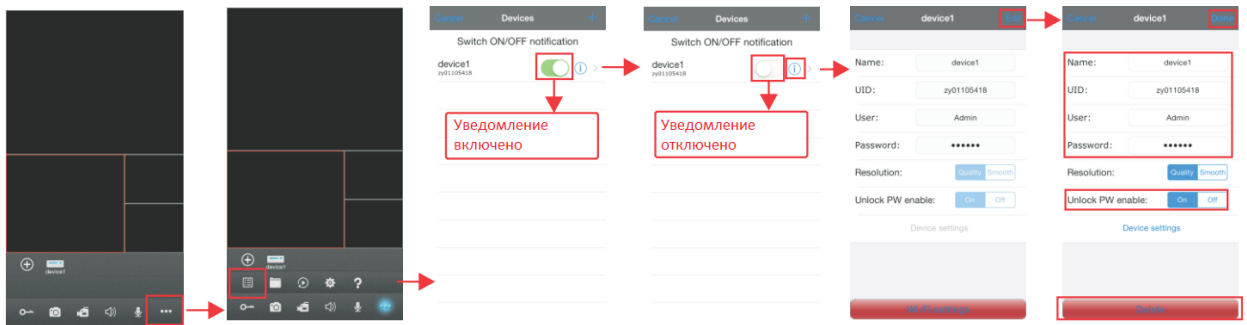 device1
device1
?
Cancel Devices +
Switch ON/OFF notification
device1
zy01105418
Уведомление
включено
Cancel Devices +
Switch ON/OFF notification
device1
zy01105418
Уведомление
отключено
Cancel device1 Edit
Name: device1
UID: zy01105418
User: Admin
Password: ••••••
Resolution: Quality Smooth
Unlock PW enable: On Off
Device settings
Wi-Fi settings
Cancel device1 Done
Name: device1
UID: zy01105418
User: Admin
Password: ••••••
Resolution: Quality Smooth
Unlock PW enable: On Off
Device settings
Delete